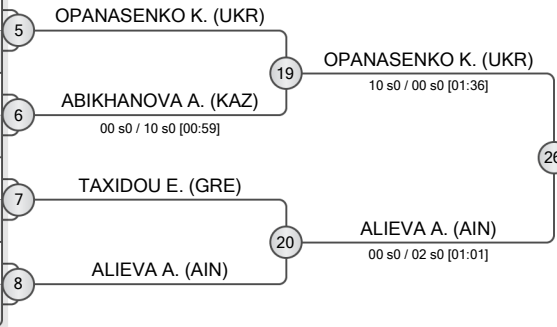 OPANASENKO K. (UKR)
5
19
OPANASENKO K. (UKR)
10 s0 / 00 s0 [01:36]
ABIKHANOVA A. (KAZ)
6
00 s0 / 10 s0 [00:59]
26
TAXIDOU E. (GRE)
7
20
ALIEVA A. (AIN)
00 s0 / 02 s0 [01:01]
ALIEVA A. (AIN)
8